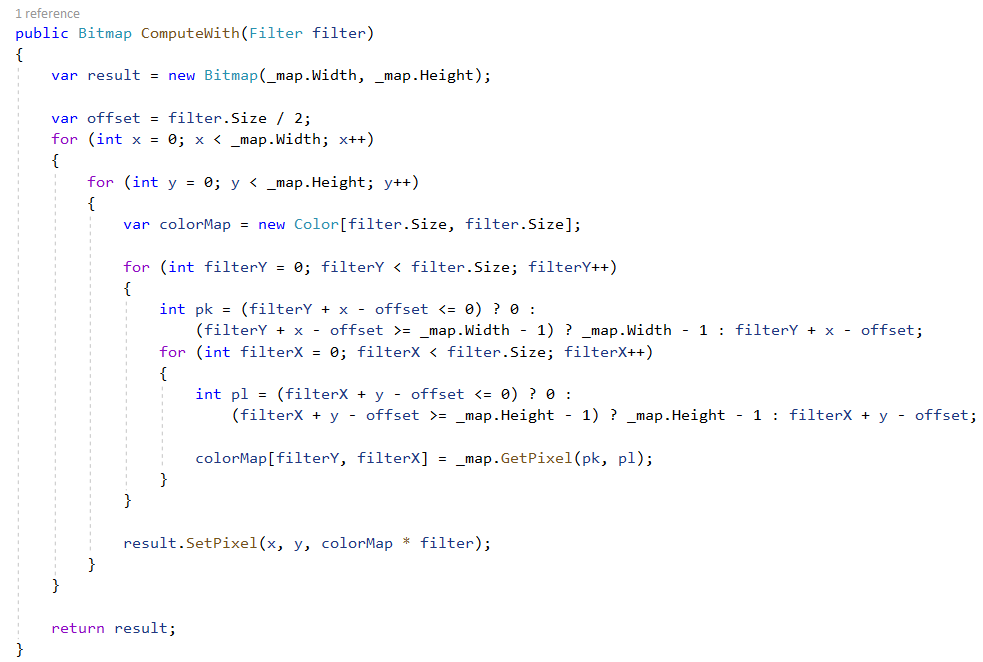 1 reference
public Bitmap ComputeWith(Filter filter)
{
    var result = new Bitmap(_map.Width, _map.Height);

    var offset = filter.Size / 2;
    for (int x = 0; x < _map.Width; x++)
    {
        for (int y = 0; y < _map.Height; y++)
        {
            var colorMap = new Color[filter.Size, filter.Size];

            for (int filterY = 0; filterY < filter.Size; filterY++)
            {
                int pk = (filterY + x - offset <= 0) ? 0 :
                    (filterY + x - offset >= _map.Width - 1) ? _map.Width - 1 : filterY + x - offset;
                for (int filterX = 0; filterX < filter.Size; filterX++)
                {
                    int pl = (filterX + y - offset <= 0) ? 0 :
                        (filterX + y - offset >= _map.Height - 1) ? _map.Height - 1 : filterX + y - offset;

                    colorMap[filterY, filterX] = _map.GetPixel(pk, pl);
                }
            }

            result.SetPixel(x, y, colorMap * filter);
        }
    }

    return result;
}